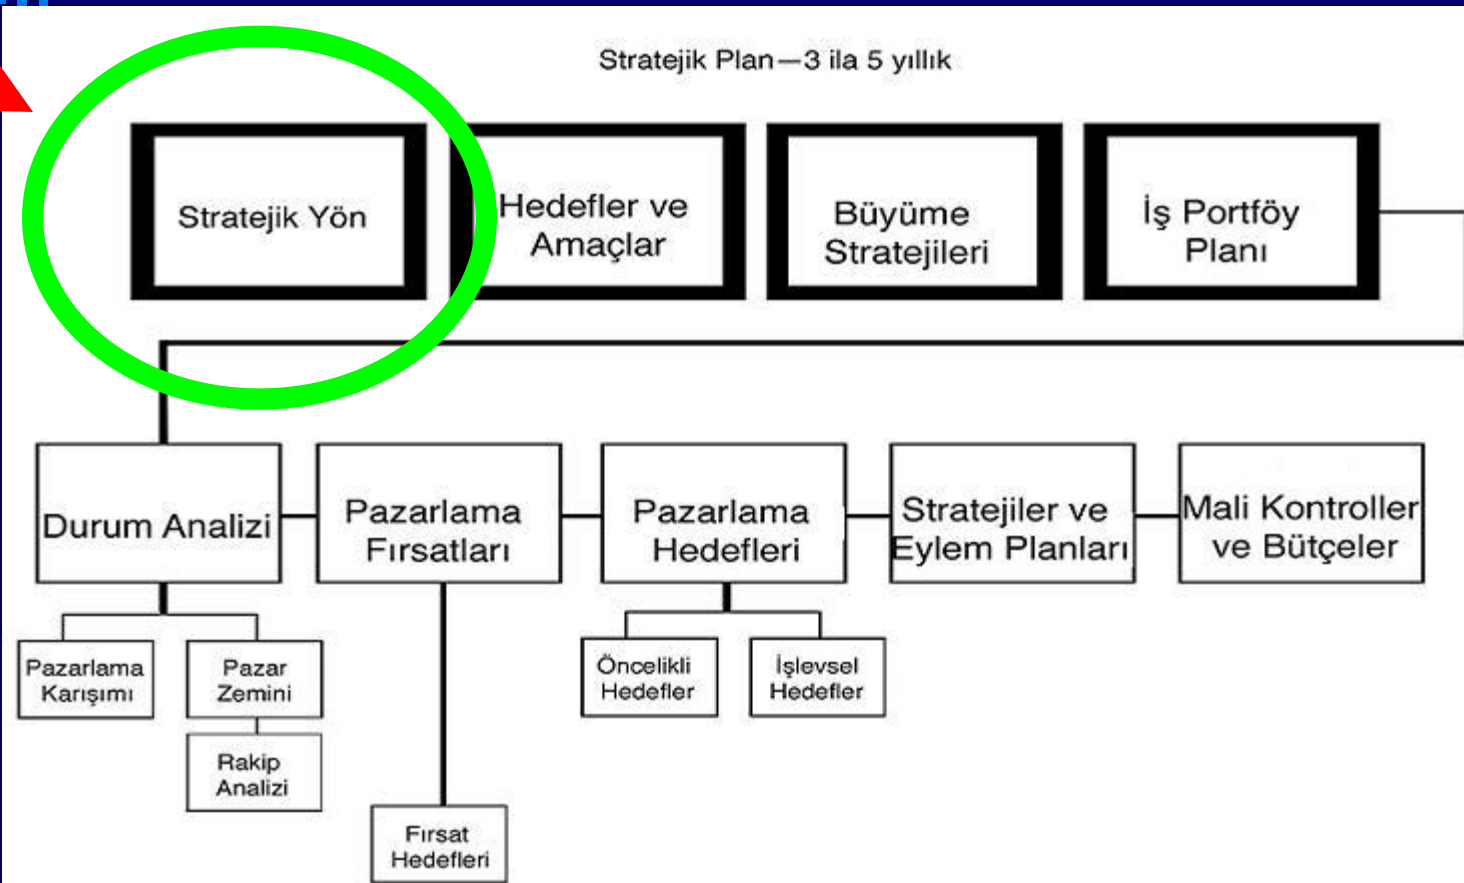 Stratejik Plan—3 ila 5 yıllık
Stratejik Yön
Hedefler ve
Amaçlar
Büyüme
Stratejileri
İş Portföy
Planı
Durum Analizi
Pazarlama
Fırsatları
Pazarlama
Hedefleri
Stratejiler ve
Eylem Planları
Mali Kontroller
ve Bütçeler
Pazarlama
Karışımı
Pazar
Zemini
Rakip
Analizi
Fırsat
Hedefleri
Öncelikli
Hedefler
İşlevsel
Hedefler